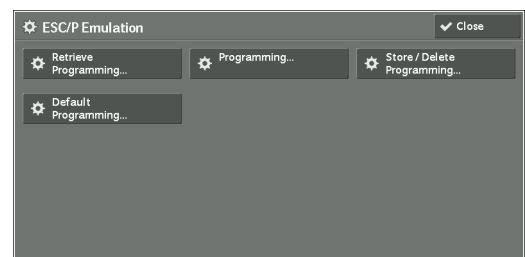 ESC/P Emulation
Close
Retrieve
Programming...
Programming...
Store / Delete
Programming...
Default
Programming...